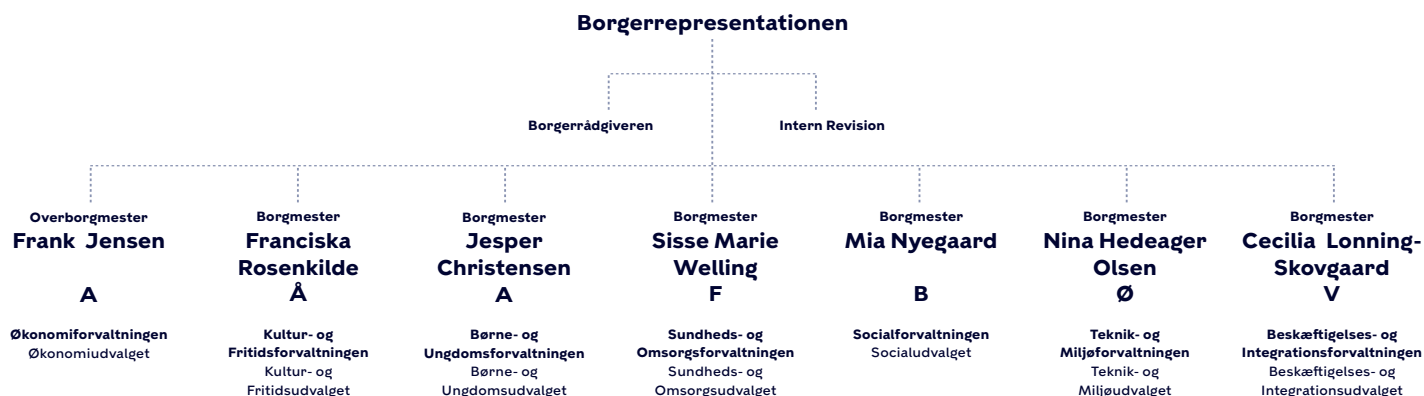 Borgerrepresentationen
Borgerrådgiveren
Intern Revision
Overborgmester
Frank Jensen
A
Økonomiforvaltningen
Økonomiudvalget
Borgmester
Franciska
Rosenkilde
Å
Kultur- og
Fritidsforvaltningen
Kultur- og
Fritidsudvalget
Borgmester
Jesper
Christensen
A
Børne- og
Ungdomsforvaltningen
Børne- og
Ungdomsudvalget
Borgmester
Sisse Marie
Welling
F
Sundheds- og
Omsorgsforvaltningen
Sundheds- og
Omsorgsudvalget
Borgmester
Mia Nyegaard
B
Socialforvaltningen
Socialudvalget
Borgmester
Nina Hedeager
Olsen
Ø
Teknik- og
Miljøforvaltningen
Teknik- og
Miljøudvalget
Borgmester
Cecilia Lonning-
Skovgaard
V
Beskæftigelses- og
Integrationsforvaltningen
Beskæftigelses- og
Integrationsudvalget